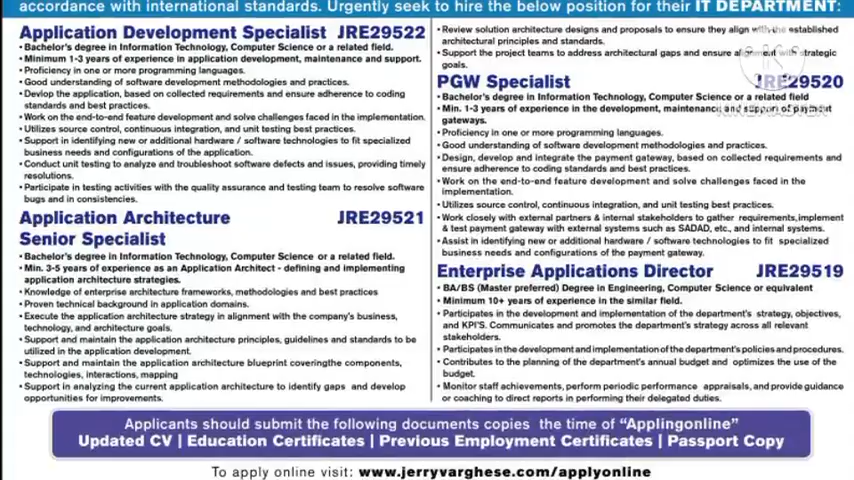 accordance with international standards. Urgently seek to hire the below position for their IT DEPARTMENT:
Application Development Specialist JRE29522
• Bachelor's degree in Information Technology, Computer Science or a related field.
• Minimum 1-3 years of experience in application development, maintenance and support.
• Proficiency in one or more programming languages.
• Good understanding of software development methodologies and practices.
• Devlop the application, based on collected requirements and ensure adherence to coding
standards and best practices.
• Work on the end-to-end feature development and solve challenges faced in the implementation.
• Utilizes source control, continuous integration, and unit testing best practices.
• Support in identifying new or additional hardware / software technologies to fit specialized
business needs and configurations of the application.
• Conduct unit testing to analyze and troubleshoot software defects and issues, providing timely
resolutions.
• Participate in testing activities with the quality assurance and testing team to resolve software
bugs and in consistencies.
Application Architecture JRE29521
Senior Specialist
• Bachelor's degree in Information Technology, Computer Science or a related field.
• Min. 3-5 years of experience as an Application Architect - defining and implementing
application architecture strategies.
• Knowledge of enterprise architecture frameworks, methodologies and best practices
• Proven technical background in application domains.
• Execute the application architecture strategy in alignment with the company's business,
technology, and architecture goals.
• Support and maintain the application architecture principles, guidelines and standards to be
utilized in the application development.
• Support and maintain the application architecture blueprint coveringthe components,
technologies, interactions, mapping
• Support in analyzing the current application architecture to identify gaps and develop
opportunities for improvements.
• Review solution architecture designs and proposals to ensure they align with the established
architectural principles and standards.
• Support the project teams to address architectural gaps and ensure alignment with strategic
goals.
PGW Specialist JRE29520
• Bachelor's degree in Information Technology, Computer Science or a related field
• Min. 1-3 years of experience in the development, maintenance and support of payment
gateways.
• Proficiency in one or more programming languages.
• Good understanding of software development methodologies and practices.
• Design, develop and integrate the payment gateway, based on collected requirements and
ensure adherence to coding standards and best practices.
• Work on the end-to-end feature development and solve challenges faced in the
implementation.
• Utilizes source control, continuous integration, and unit testing best practices.
• Work closely with external partners & internal stakeholders to gather requirements, implement
& test payment gateway with external systems such as SADAD, etc., and internal systems.
• Assist in identifying new or additional hardware / software technologies to fit specialized
business needs and configurations of the payment gateway.
Enterprise Applications Director JRE29519
• BA/BS (Master preferred) Degree in Engineering, Computer Science or equivalent
• Minimum 10+ years of experience in the similar field.
• Participates in the development and implementation of the department's strategy, objectives,
and KPI'S. Communicates and promotes the department's strategy across all relevant
stakeholders.
• Participates in the development and implementation of the department's policies and procedures.
• Contributes to the planning of the department's annual budget and optimizes the use of the
budget.
• Monitor staff achievements, perform periodic performance appraisals, and provide guidance
or coaching to direct reports in performing their delegated duties.
Applicants should submit the following documents copies the time of “Applingonline”
Updated CV | Education Certificates | Previous Employment Certificates | Passport Copy
To apply online visit: www.jerryvarghese.com/applyonline